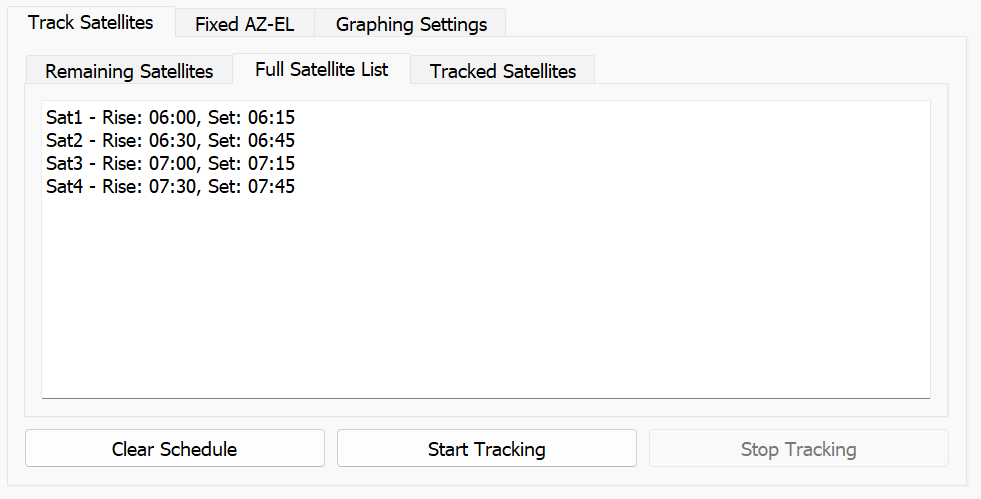 Track Satellites Fixed AZ-EL Graphing Settings
Remaining Satellites Full Satellite List Tracked Satellites
Sat1 - Rise: 06:00, Set: 06:15
Sat2 - Rise: 06:30, Set: 06:45
Sat3 - Rise: 07:00, Set: 07:15
Sat4 - Rise: 07:30, Set: 07:45
Clear Schedule Start Tracking Stop Tracking